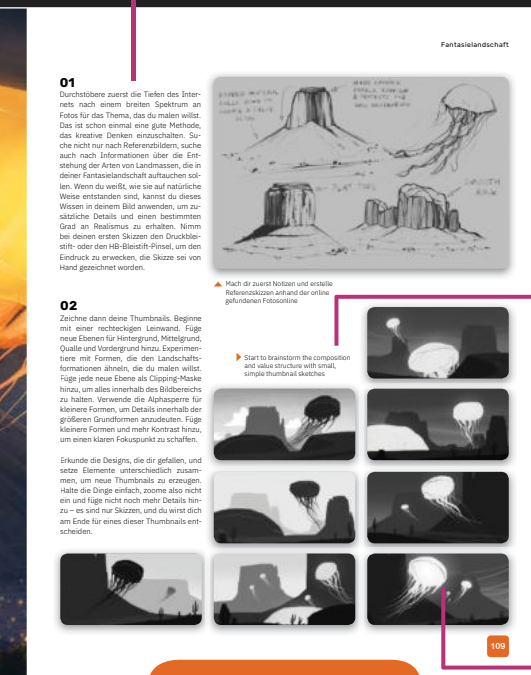 Fantasielandschaft
01
Durchstöbere zuerst die Tiefen des Inter-
nets nach einem breiten Spektrum an
Fotos für das Thema, das du malen willst.
Das ist schon einmal eine gute Methode,
das kreative Denken einzuschalten. Su-
che nicht nur nach Referenzbildern, suche
auch nach Informationen über die Ent-
stehung der Arten von Landmassen, die in
deiner Fantasielandschaft auftauchen sol-
len. Wenn du weißt, wie sie auf natürliche
Weise entstanden sind, kannst du dieses
Wissen in deinem Bild anwenden, um zu-
sätzliche Details und einen bestimmten
Grad an Realismus zu erhalten. Nimm
bei deinen ersten Skizzen den Druckblei-
stift- oder den HB-Bleistift-Pinsel, um den
Eindruck zu erwecken, die Skizze sei von
Hand gezeichnet worden.
FLAT TOPS
SMOOTH
Mach dir zuerst Notizen und erstelle
Referenzskizzen anhand der online
gefundenen Fotosonline
02
Zeichne dann deine Thumbnails. Beginne
mit einer rechteckigen Leinwand. Füge
neue Ebenen für Hintergrund, Mittelgrund,
Qualle und Vordergrund hinzu. Experimen-
tiere mit Formen, die den Landschafts-
formationen ähneln, die du malen willst.
Füge jede neue Ebene als Clipping-Maske
hinzu, um alles innerhalb des Bildbereichs
zu halten. Verwende die Alphasperre für
kleinere Formen, um Details innerhalb der
größeren Grundformen anzudeuten. Füge
kleinere Formen und mehr Kontrast hinzu,
um einen klaren Fokuspunkt zu schaffen.
Erkunde die Designs, die dir gefallen, und
setze Elemente unterschiedlich zusam-
men, um neue Thumbnails zu erzeugen.
Halte die Dinge einfach, zoome also nicht
ein und füge nicht noch mehr Details hin-
zu – es sind nur Skizzen, und du wirst dich
am Ende für eines dieser Thumbnails ent-
scheiden.
Start to brainstorm the composition
and value structure with small,
simple thumbnail sketches
109